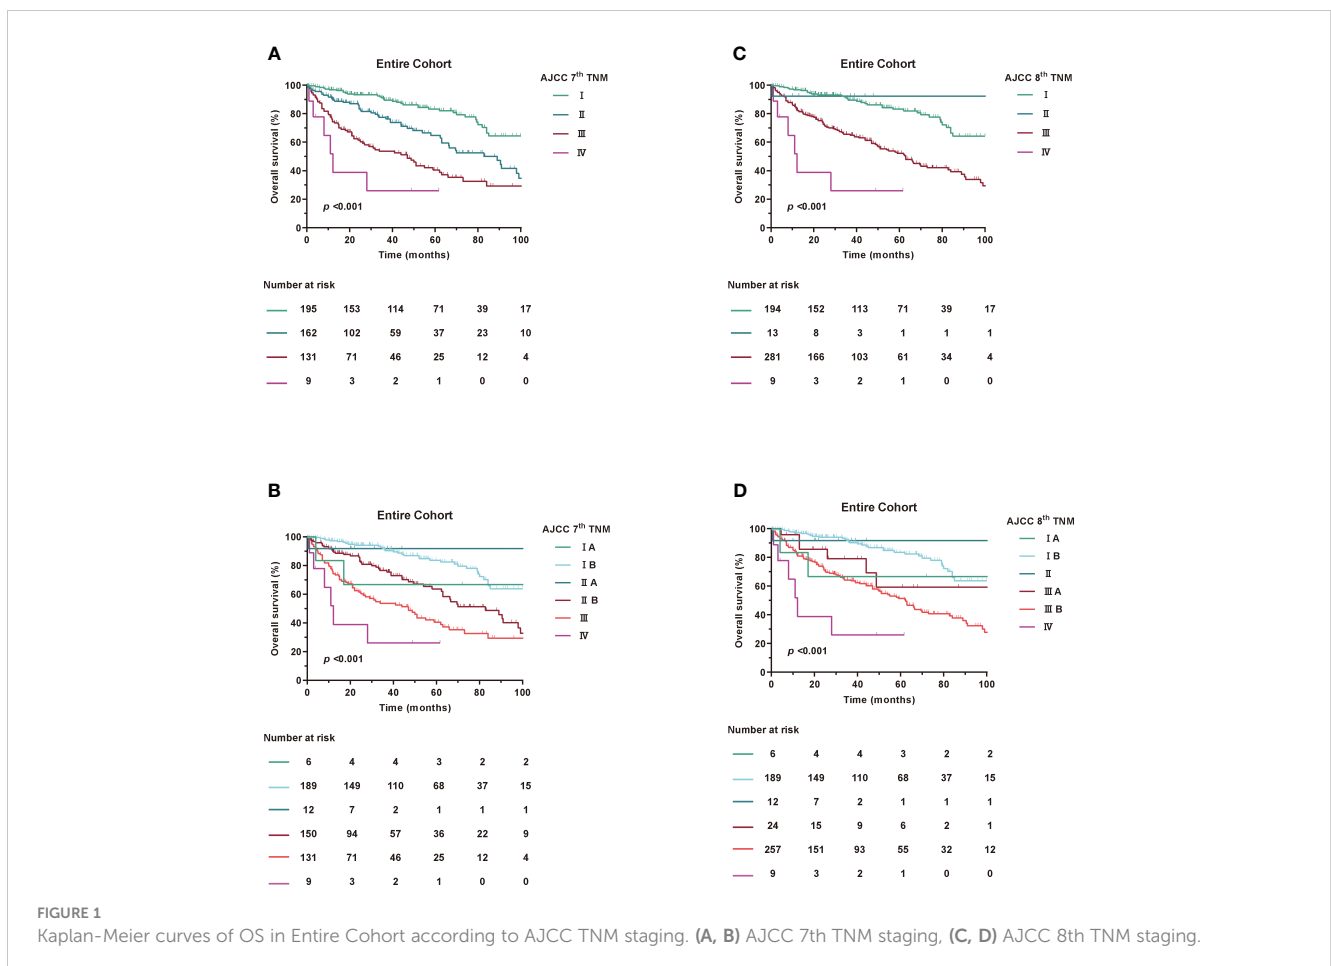 A
Entire Cohort
AJCC 7th TNM
I
II
III
IV
Overall survival (%)
100
80
60
40
20
0
p <0.001
0 20 40 60 80 100
Time (months)
Number at risk
195 153 114 71 39 17
162 102 59 37 23 10
131 71 46 25 12 4
9 3 2 1 0 0
C
Entire Cohort
AJCC 8th TNM
I
II
III
IV
Overall survival (%)
100
80
60
40
20
0
p <0.001
0 20 40 60 80 100
Time (months)
Number at risk
194 152 113 71 39 17
13 8 3 1 1 1
281 166 103 61 34 4
9 3 2 1 0 0
B
Entire Cohort
AJCC 7th TNM
I A
I B
II A
II B
III
IV
Overall survival (%)
100
80
60
40
20
0
p <0.001
0 20 40 60 80 100
Time (months)
Number at risk
6 4 4 3 2 2
189 149 110 68 37 15
12 7 2 1 1 1
150 94 57 36 22 9
131 71 46 25 12 4
9 3 2 1 0 0
D
Entire Cohort
AJCC 8th TNM
I A
I B
II
III A
III B
IV
Overall survival (%)
100
80
60
40
20
0
p <0.001
0 20 40 60 80 100
Time (months)
Number at risk
6 4 4 3 2 2
189 149 110 68 37 15
12 7 2 1 1 1
24 15 9 6 2 1
257 151 93 55 32 12
9 3 2 1 0 0
FIGURE 1
Kaplan-Meier curves of OS in Entire Cohort according to AJCC TNM staging. (A, B) AJCC 7th TNM staging, (C, D) AJCC 8th TNM staging.